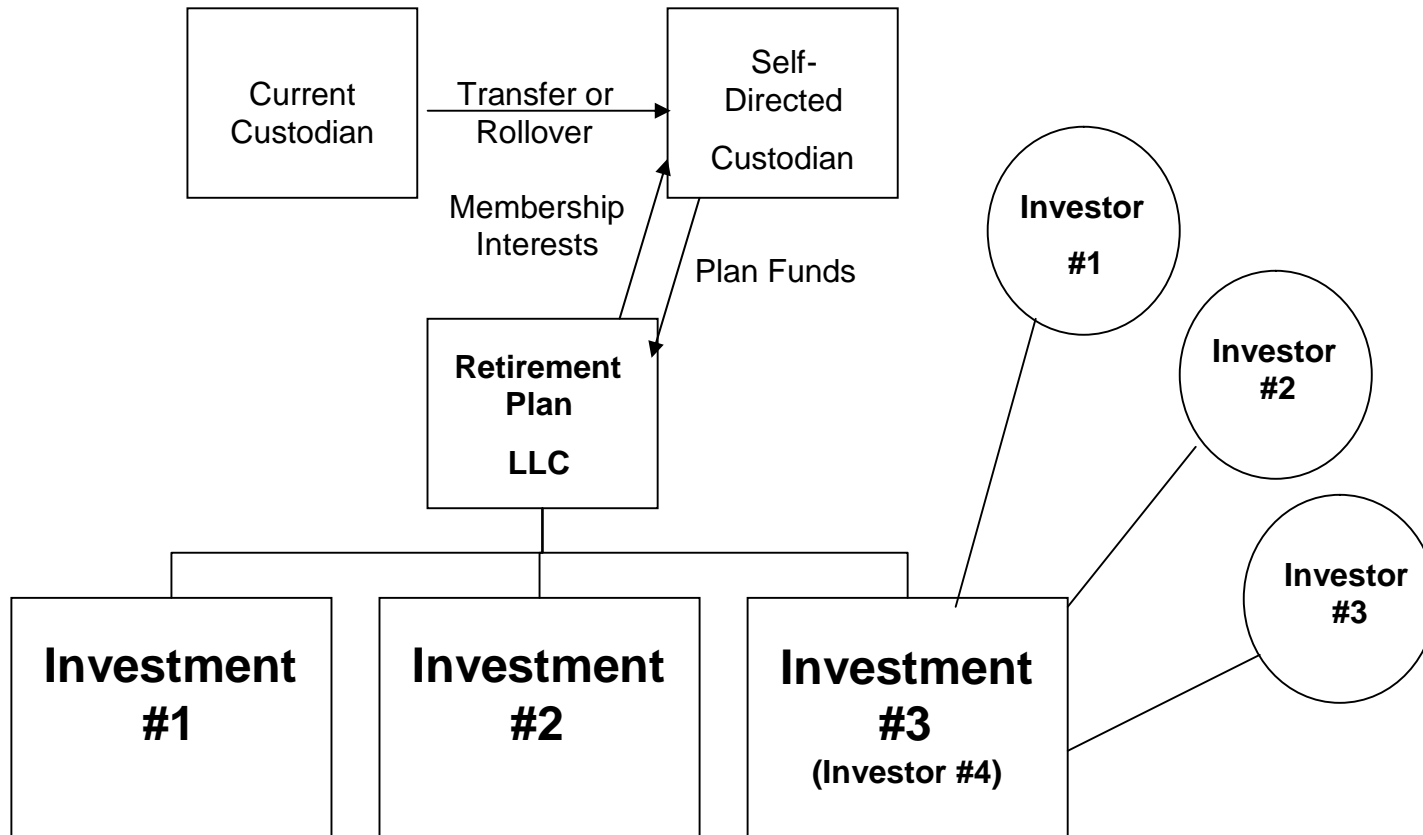 Current
Custodian
Transfer or
Rollover
Self-
Directed
Custodian
Membership
Interests
Plan Funds
Retirement
Plan
LLC
Investor
#1
Investor
#2
Investor
#3
Investment
#1
Investment
#2
Investment
#3
(Investor #4)